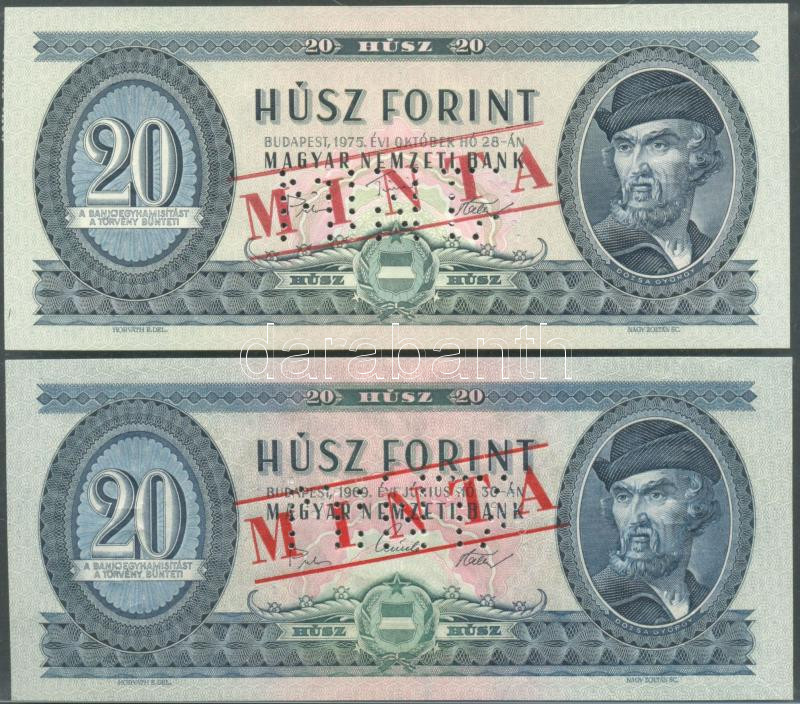 20 HÚSZ 20
HÚSZ FORINT
BUDAPEST, 1975. ÉVI OKTÓBER HÓ 28-ÁN
MAGYAR NEMZETI BANK
MINTA
20
A BANKJEGYHAMISÍTÁST
A TÖRVÉNY BÜNTETI
HÚSZ HÚSZ
DÓZSA GYÖRGY
HORVÁTH E. DEL. NAGY ZOLTÁN SC.
darabanth
20 HÚSZ 20
HÚSZ FORINT
BUDAPEST, 1969. ÉVI JÚNIUS HÓ 30-ÁN
MAGYAR NEMZETI BANK
MINTA
20
A BANKJEGYHAMISÍTÁST
A TÖRVÉNY BÜNTETI
HÚSZ HÚSZ
DÓZSA GYÖRGY
HORVÁTH E. DEL. NAGY ZOLTÁN SC.